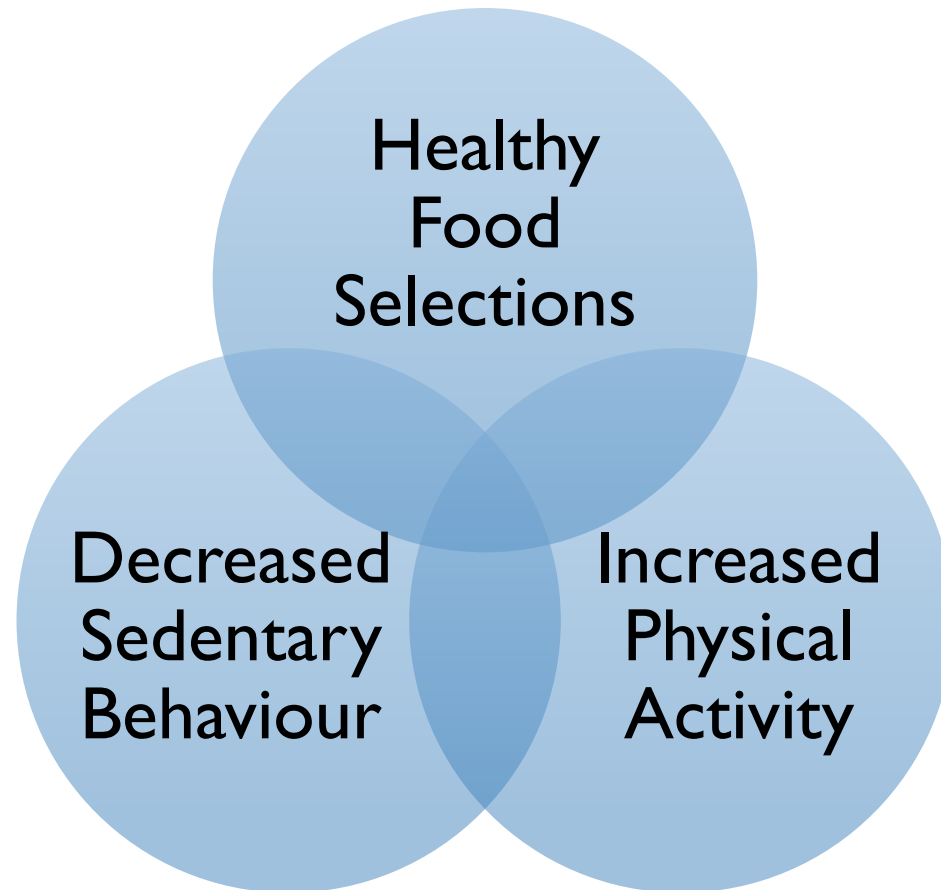 Healthy
Food
Selections
Decreased
Sedentary
Behaviour
Increased
Physical
Activity